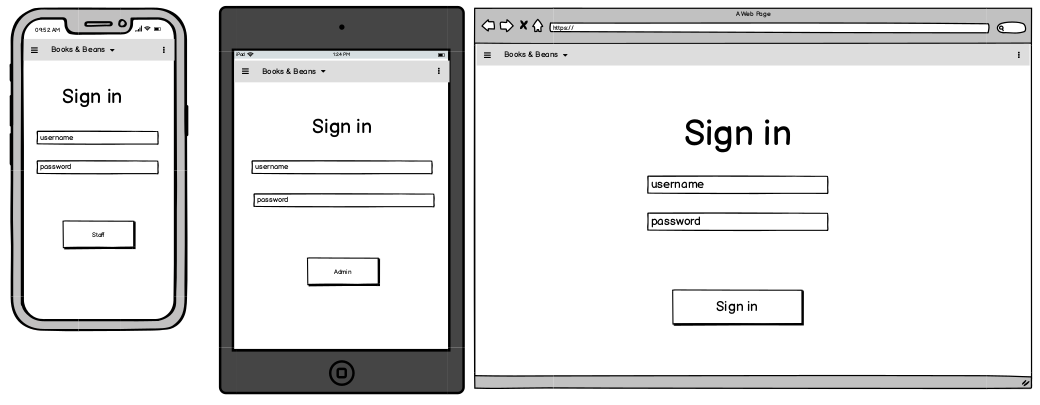 09:52 AM
Books & Beans
Sign in
username
password
Staff
iPad
1:24 PM
Books & Beans
Sign in
username
password
Admin
A Web Page
https://
Books & Beans
Sign in
username
password
Sign in